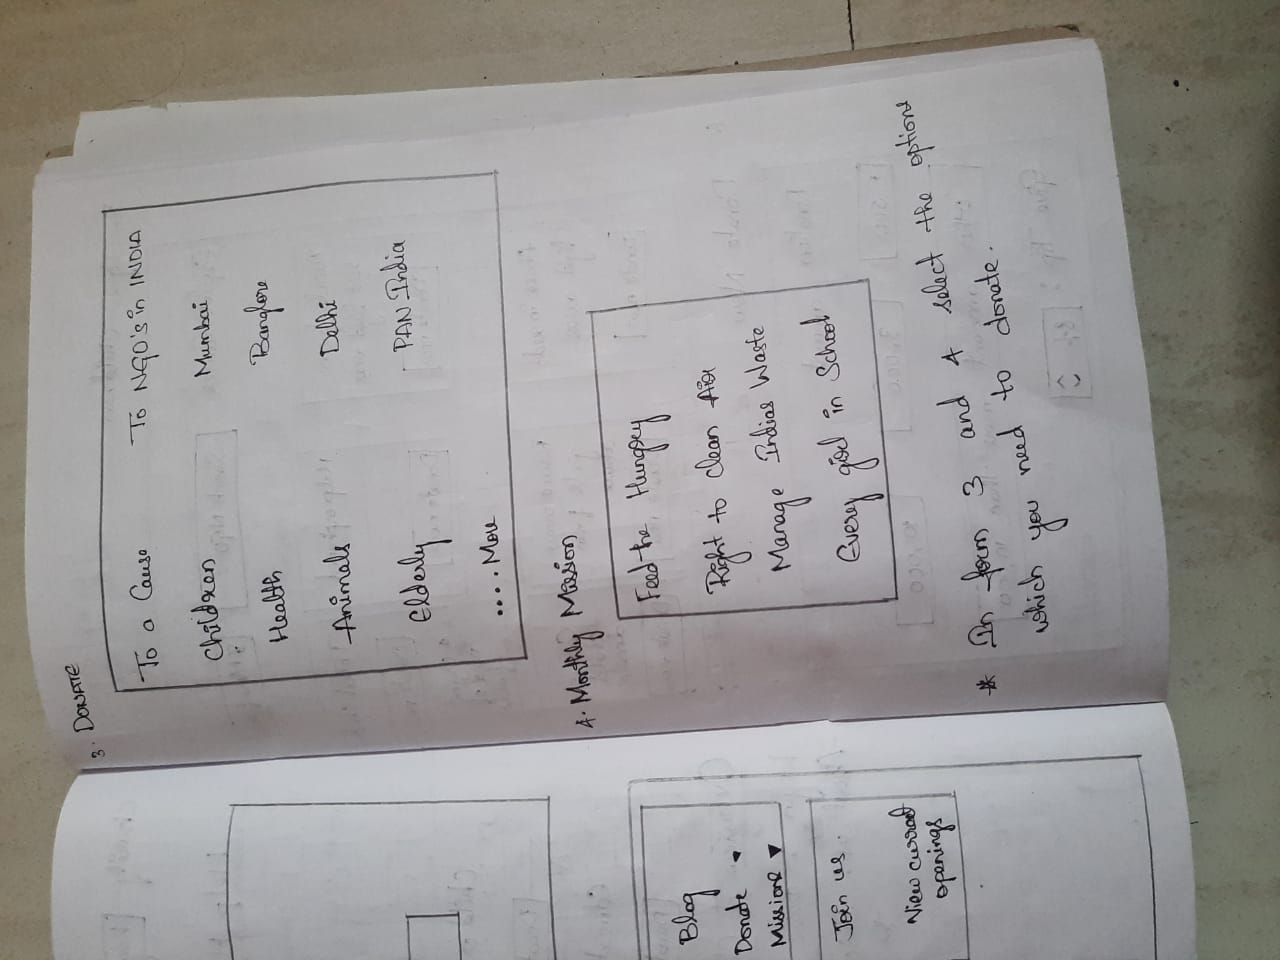 3. DONATE
To a Cause To NGO'S in INDIA
Children Mumbai
Health Banglore
Animals Delhi
Elderly PAN India
.... More
4. Monthly Mission
Feed the Hungrey
Right to Clean Air
Manage Indias Waste
Every girl in School
* In form 3 and 4 select the options
which you need to donate.
Blog
Donate
Missions ▼
Join us.
View current
openings